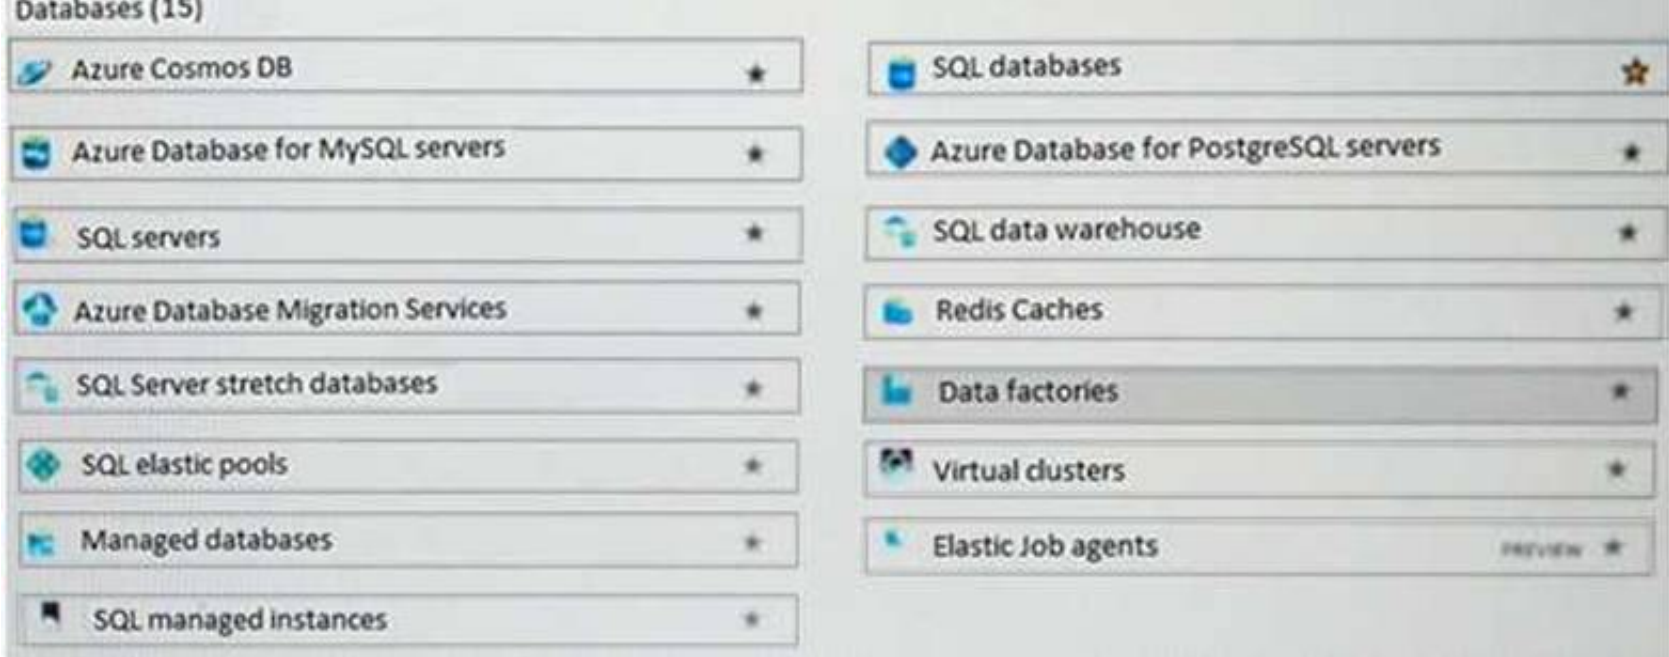 Databases (15)
Azure Cosmos DB
SQL databases
Azure Database for MySQL servers
Azure Database for PostgreSQL servers
SQL servers
SQL data warehouse
Azure Database Migration Services
Redis Caches
SQL Server stretch databases
Data factories
SQL elastic pools
Virtual clusters
Managed databases
Elastic Job agents PREVIEW
SQL managed instances